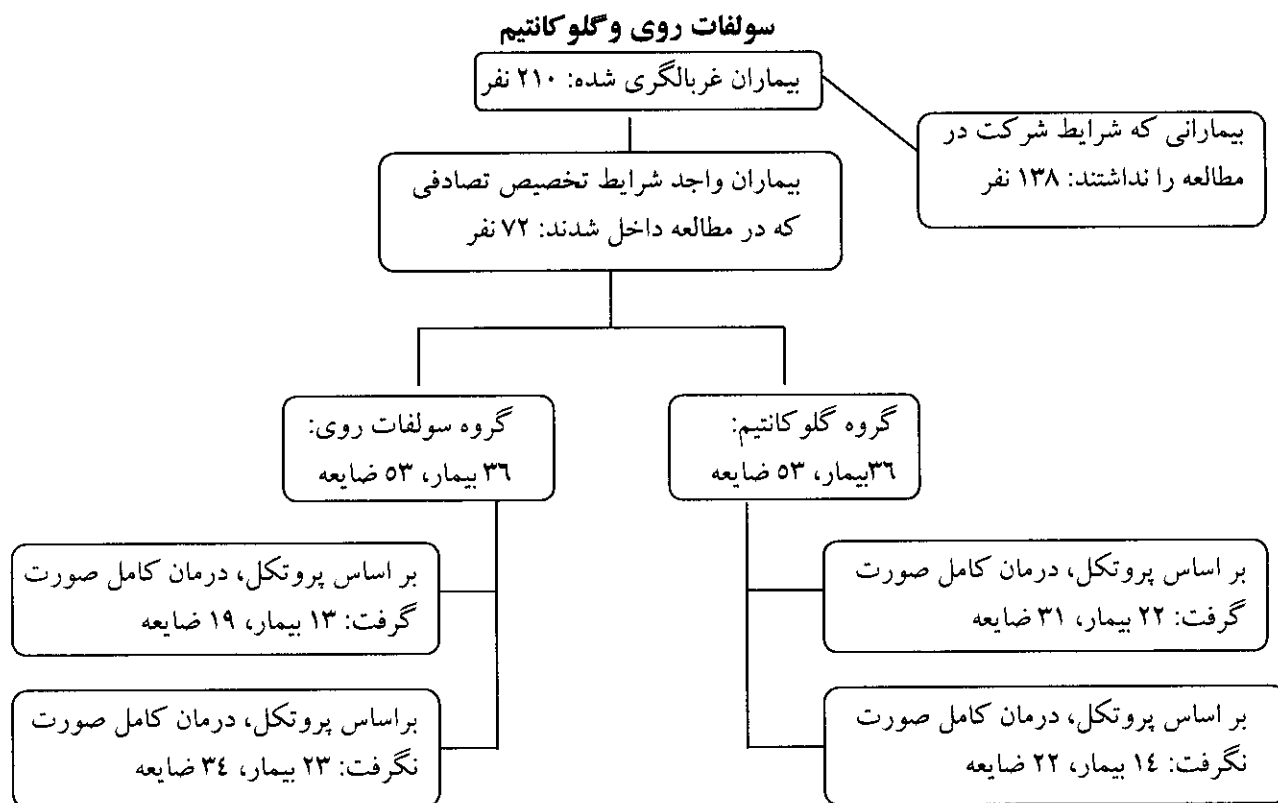 سولفات روی و گلوکانتیم
بیماران غربالگری شده: ۲۱۰ نفر
بیمارانی که شرایط شرکت در
مطالعه را نداشتند: ۱۳۸ نفر
بیماران واجد شرایط تخصیص تصادفی
که در مطالعه داخل شدند: ۷۲ نفر
گروه گلوکانتیم:
۳٦بیمار، ۵۳ ضایعه
گروه سولفات روی:
۳٦ بیمار، ۵۳ ضایعه
بر اساس پروتکل، درمان کامل صورت
گرفت: ۲۲ بیمار، ۳۱ ضایعه
بر اساس پروتکل، درمان کامل صورت
گرفت: ۱۳ بیمار، ۱۹ ضایعه
بر اساس پروتکل، درمان کامل صورت
نگرفت: ۱٤ بیمار، ۲۲ ضایعه
براساس پروتکل، درمان کامل صورت
نگرفت: ۲۳ بیمار، ۳٤ ضایعه